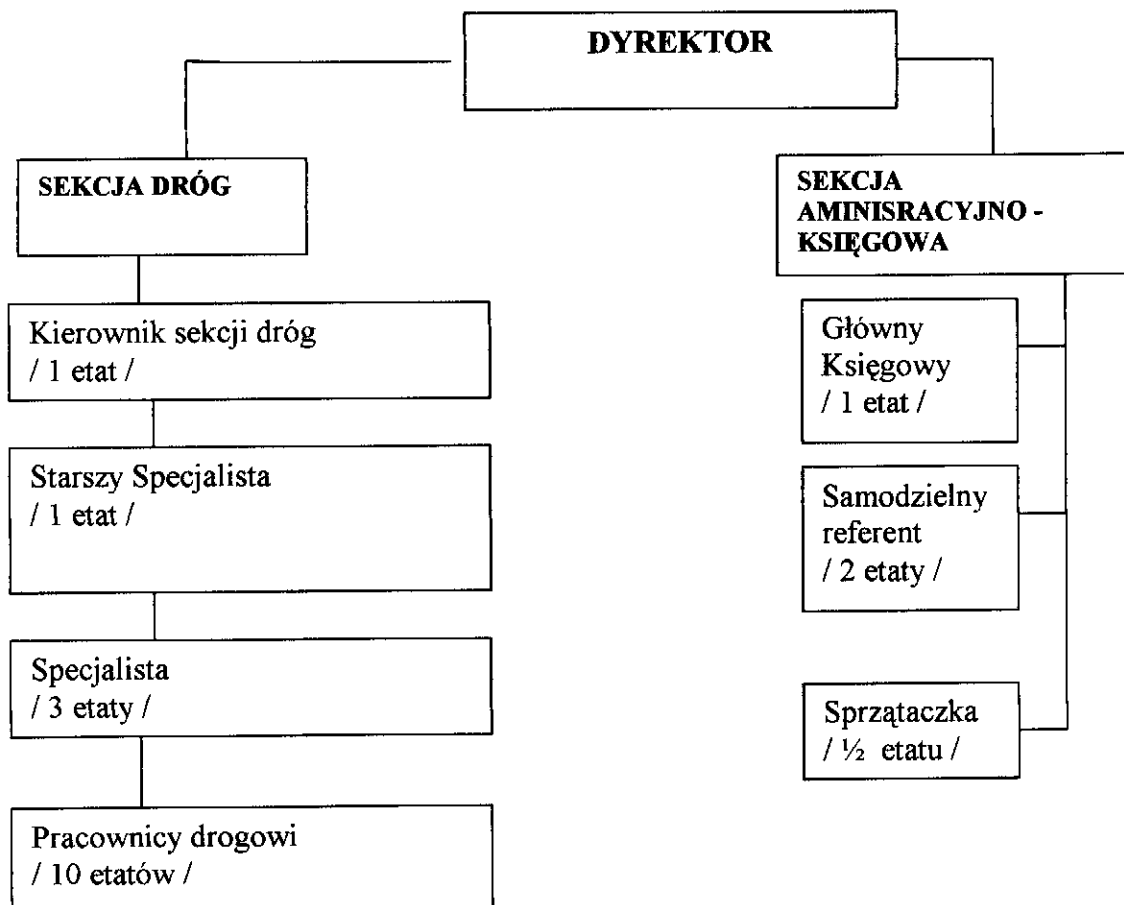 DYREKTOR
SEKCJA DRÓG
Kierownik sekcji dróg
/ 1 etat /
Starszy Specjalista
/ 1 etat /
Specjalista
/ 3 etaty /
Pracownicy drogowi
/ 10 etatów /
SEKCJA
AMINISRACYJNO -
KSIĘGOWA
Główny
Księgowy
/ 1 etat /
Samodzielny
referent
/ 2 etaty /
Sprzątaczka
/ ½ etatu /